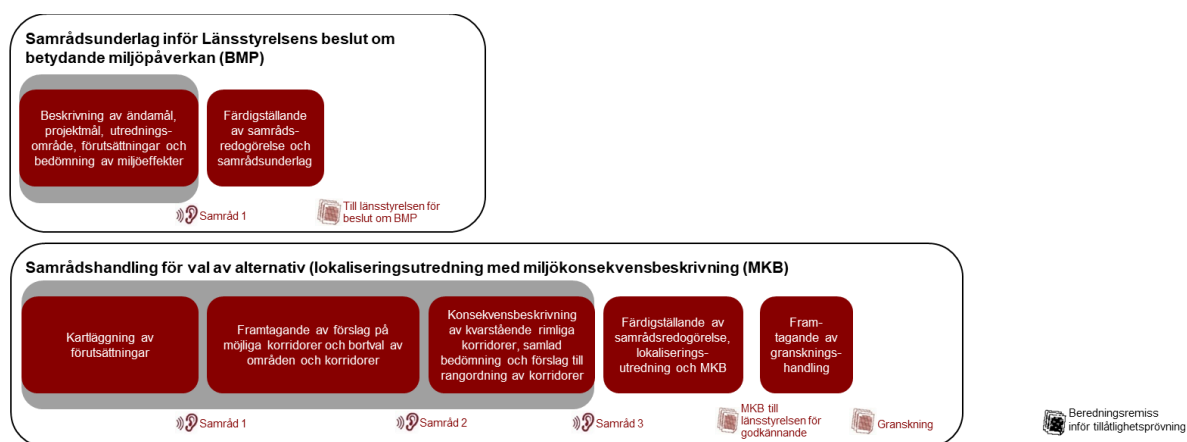 Samrådsunderlag inför Länsstyrelsens beslut om
betydande miljöpåverkan (BMP)
Beskrivning av ändamål,
projektmål, utrednings-
område, förutsättningar och
bedömning av miljöeffekter
Färdigställande
av samråds-
redogörelse och
samrådsunderlag
Samråd 1
Till länsstyrelsen för
beslut om BMP
Samrådshandling för val av alternativ (lokaliseringsutredning med miljökonsekvensbeskrivning (MKB)
Kartläggning av
förutsättningar
Framtagande av förslag på
möjliga korridorer och bortval av
områden och korridorer
Konsekvensbeskrivning
av kvarstående rimliga
korridorer, samlad
bedömning och förslag till
rangordning av korridorer
Färdigställande av
samrådsredogörelse,
lokaliserings-
utredning och MKB
Fram-
tagande av
gransknings-
handling
Samråd 1
Samråd 2
Samråd 3
MKB till
länsstyrelsen för
godkännande
Granskning
Beredningsremiss
inför tillåtlighetsprövning